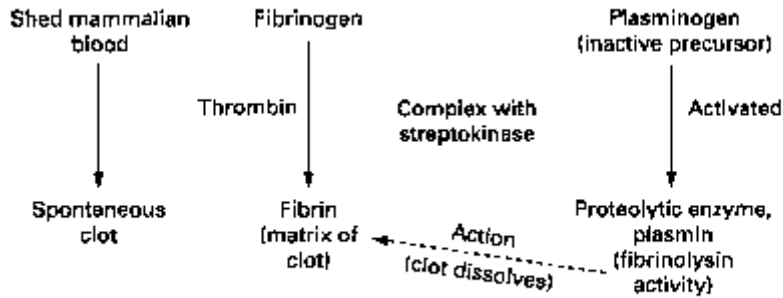 Shed mammalian
blood
Fibrinogen
Plasminogen
(inactive precursor)
Thrombin
Complex with
streptokinase
Activated
Spontaneous
clot
Fibrin
(matrix of
clot)
Action
(clot dissolves)
Proteolytic enzyme,
plasmin
(fibrinolysin
activity)